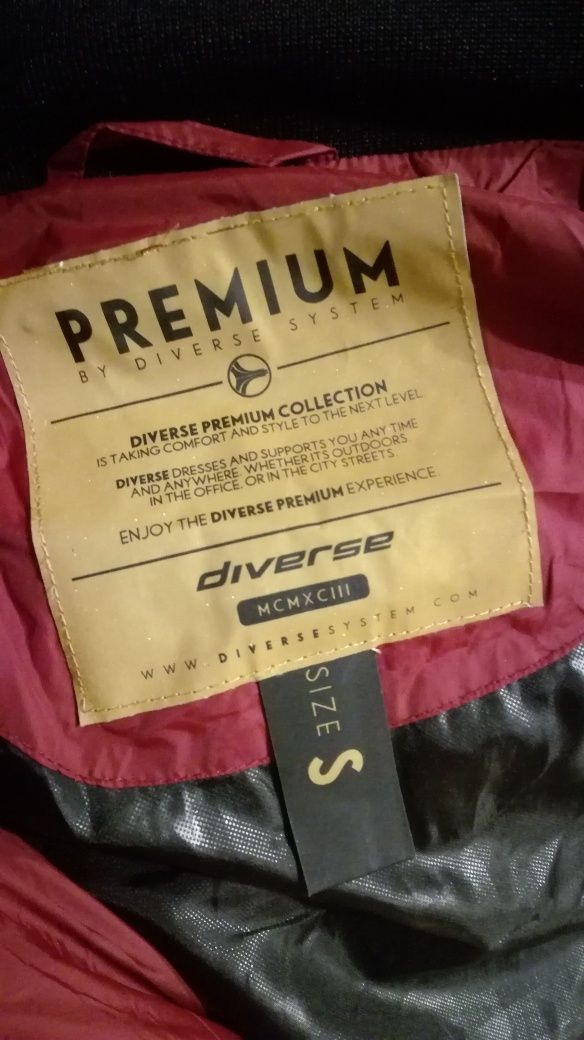 PREMIUM
BY DIVERSE SYSTEM
DIVERSE PREMIUM COLLECTION
IS TAKING COMFORT AND STYLE TO THE NEXT LEVEL.
DIVERSE DRESSES AND SUPPORTS YOU ANY TIME
AND ANYWHERE. WHETHER ITS OUTDOORS
IN THE OFFICE, OR IN THE CITY STREETS.
ENJOY THE DIVERSE PREMIUM EXPERIENCE.
diverse
MCMXCIII
WWW.DIVERSESYSTEM.COM
SIZE S